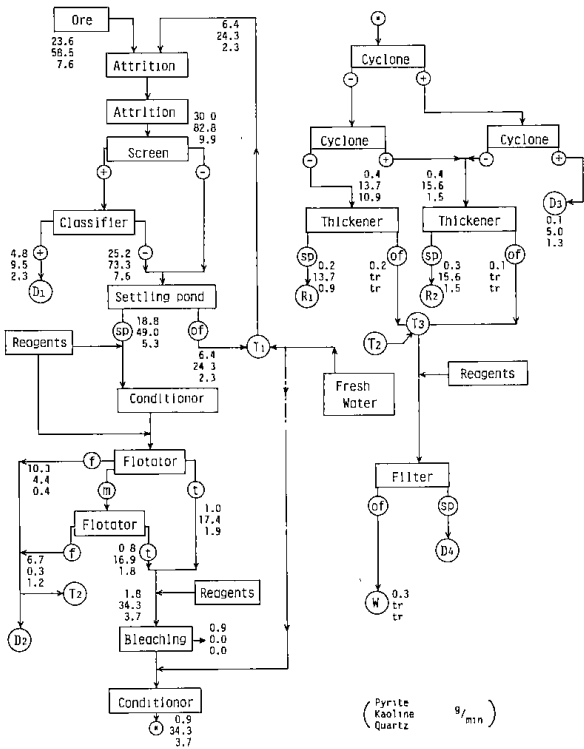 Ore
23.6
58.5
7.6
6.4
24.3
2.3
Attrition
Attrition
30.0
82.8
9.9
Screen
+
-
Classifier
+
-
4.8
9.5
2.3
D1
25.2
73.3
7.6
Settling pond
sp
18.8
49.0
5.3
of
6.4
24.3
2.3
T1
Reagents
Fresh
Water
Conditionor
Flotator
f
m
t
10.3
4.4
0.4
1.0
17.4
1.9
Flotator
f
t
6.7
0.3
1.2
0.8
16.9
1.8
T2
D2
1.8
34.3
3.7
Reagents
Bleaching
0.9
0.0
0.0
Conditionor
*
0.9
34.3
3.7
*
Cyclone
-
+
Cyclone
-
+
Cyclone
-
+
0.4
13.7
10.9
0.4
15.6
1.5
D3
0.1
5.0
1.3
Thickener
Thickener
sp
of
sp
of
0.2
13.7
0.9
0.2
tr
tr
0.3
15.6
1.5
0.1
tr
tr
R1
R2
T3
T2
Reagents
Filter
of
sp
D4
W
0.3
tr
tr
Pyrite
Kaoline
Quartz
g/min